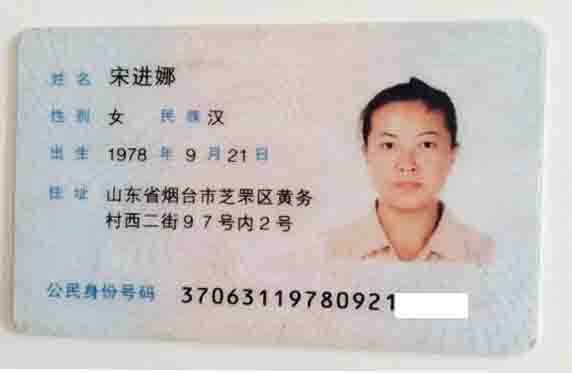 姓名 宋进娜
性别 女 民族 汉
出生 1978 年 9 月 21 日
住址 山东省烟台市芝罘区黄务
村西二街97号内2号
公民身份号码 37063119780921